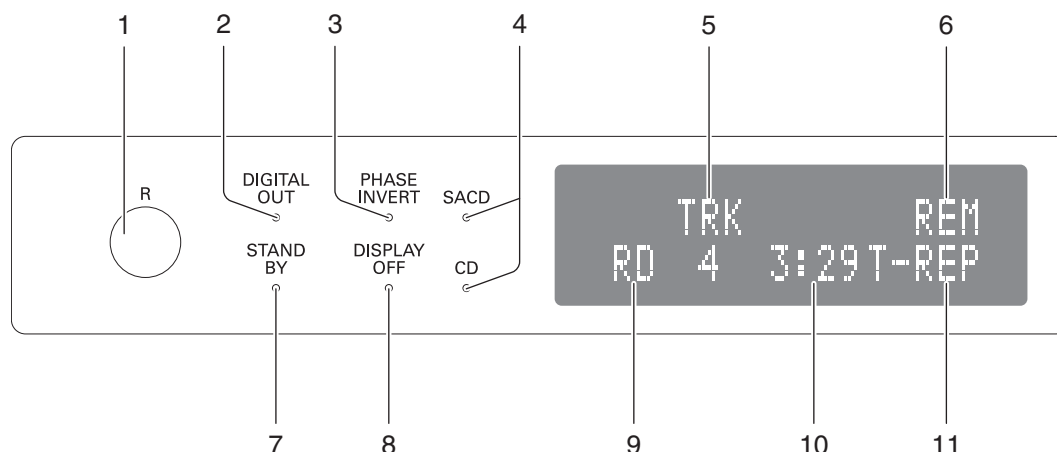 1 2 3 4 5 6
R
DIGITAL
OUT
PHASE
INVERT
SACD
STAND
BY
DISPLAY
OFF
CD
TRK REM
RD 4 3:29T-REP
7 8 9 10 11